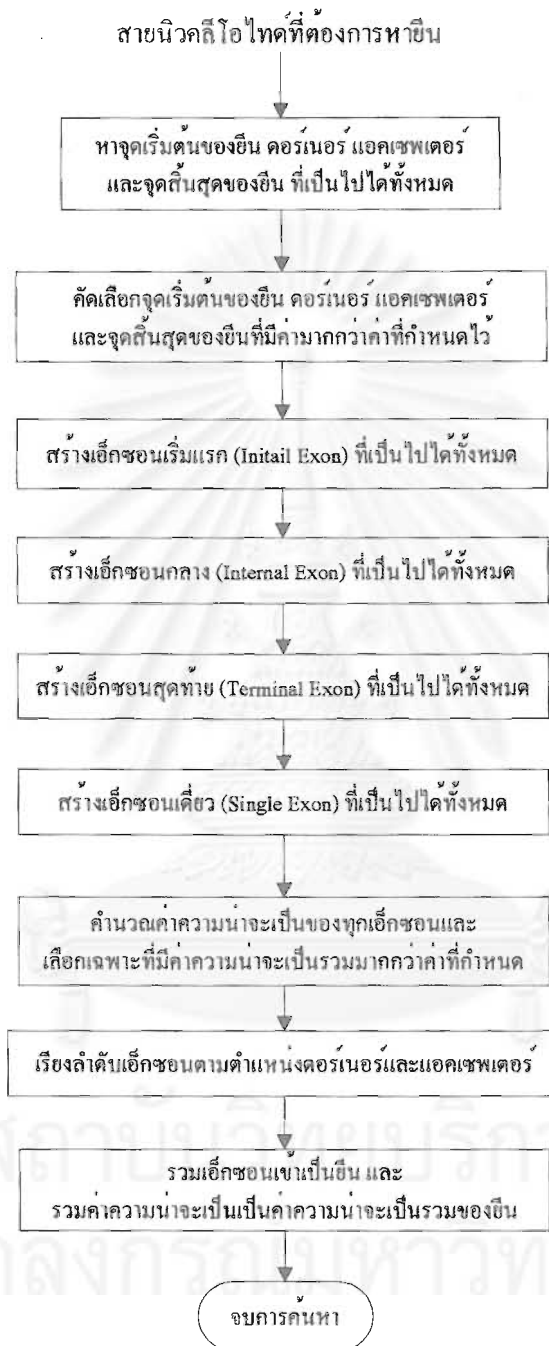 สายนิวคลีโอไทด์ที่ต้องการหายีน
หาจุดเริ่มต้นของยีน ดอร์เนอร์ แอคเซพเตอร์
และจุดสิ้นสุดของยีน ที่เป็นไปได้ทั้งหมด
คัดเลือกจุดเริ่มต้นของยีน ดอร์เนอร์ แอคเซพเตอร์
และจุดสิ้นสุดของยีนที่มีค่ามากกว่าค่าที่กำหนดไว้
สร้างเอ็กซอนเริ่มแรก (Initail Exon) ที่เป็นไปได้ทั้งหมด
สร้างเอ็กซอนกลาง (Internal Exon) ที่เป็นไปได้ทั้งหมด
สร้างเอ็กซอนสุดท้าย (Terminal Exon) ที่เป็นไปได้ทั้งหมด
สร้างเอ็กซอนเดี่ยว (Single Exon) ที่เป็นไปได้ทั้งหมด
คำนวณค่าความน่าจะเป็นของทุกเอ็กซอนและ
เลือกเฉพาะที่มีค่าความน่าจะเป็นรวมมากกว่าค่าที่กำหนด
เรียงลำดับเอ็กซอนตามตำแหน่งดอร์เนอร์และแอคเซพเตอร์
สถาบันวิทยบริการ
รวมเอ็กซอนเข้าเป็นยีน และ
รวมค่าความน่าจะเป็นเป็นค่าความน่าจะเป็นรวมของยีน
จบการค้นหา